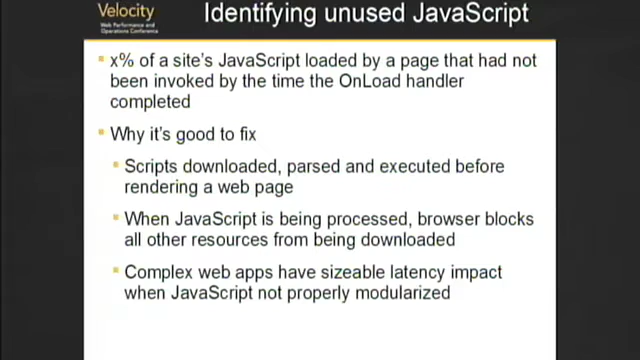 Velocity
Web Performance and
Operations Conference
Identifying unused JavaScript
x% of a site's JavaScript loaded by a page that had not
been invoked by the time the OnLoad handler
completed
Why it's good to fix
Scripts downloaded, parsed and executed before
rendering a web page
When JavaScript is being processed, browser blocks
all other resources from being downloaded
Complex web apps have sizeable latency impact
when JavaScript not properly modularized